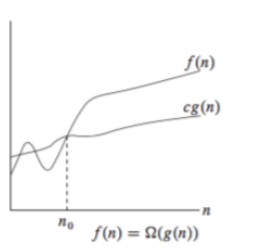 f(n)
cg(n)
n
n₀
f(n) = Ω(g(n))